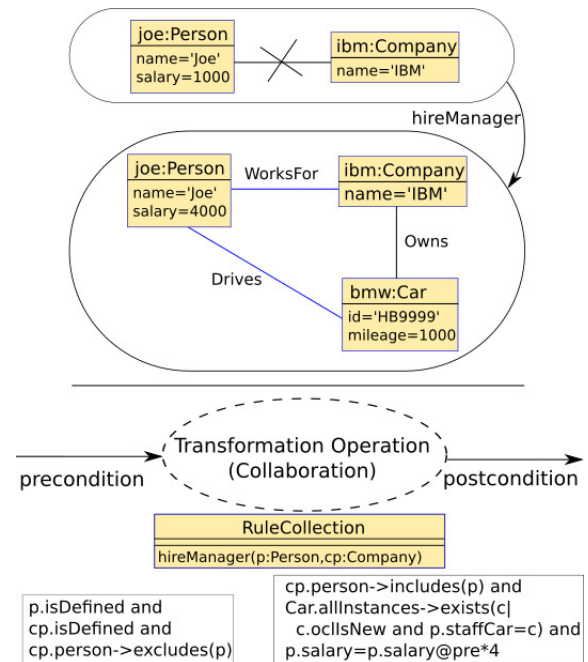 joe:Person
name='Joe'
salary=1000
ibm:Company
name='IBM'
hireManager
joe:Person
name='Joe'
salary=4000
WorksFor
ibm:Company
name='IBM'
Owns
Drives
bmw:Car
id='HB9999'
mileage=1000
precondition
Transformation Operation
(Collaboration)
postcondition
RuleCollection
hireManager(p:Person,cp:Company)
p.isDefined and
cp.isDefined and
cp.person->excludes(p)
cp.person->includes(p) and
Car.allInstances->exists(c|
c.oclIsNew and p.staffCar=c) and
p.salary=p.salary@pre*4